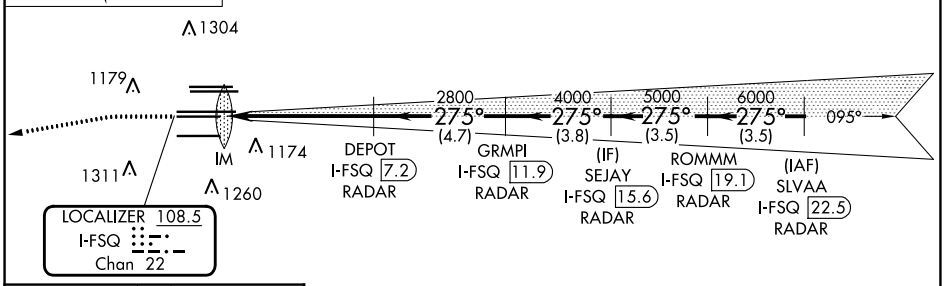 1304
1179
2800
4000
5000
6000
275°
275°
275°
275°
095°
(4.7)
(3.8)
(3.5)
(3.5)
IM
1174
1311
1260
DEPOT
I-FSQ 7.2
RADAR
GRMPI
I-FSQ 11.9
RADAR
(IF)
SEJAY
I-FSQ 15.6
RADAR
ROMMM
I-FSQ 19.1
RADAR
(IAF)
SLVAA
I-FSQ 22.5
RADAR
LOCALIZER 108.5
I-FSQ
Chan 22